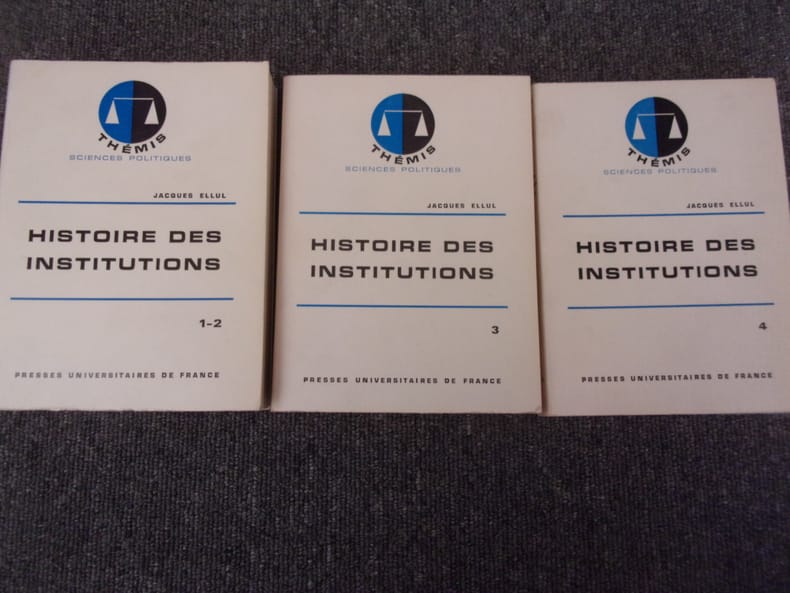 THÉMIS
SCIENCES POLITIQUES
JACQUES ELLUL
HISTOIRE DES
INSTITUTIONS
1-2
PRESSES UNIVERSITAIRES DE FRANCE
THÉMIS
SCIENCES POLITIQUES
JACQUES ELLUL
HISTOIRE DES
INSTITUTIONS
3
PRESSES UNIVERSITAIRES DE FRANCE
THÉMIS
SCIENCES POLITIQUES
JACQUES ELLUL
HISTOIRE DES
INSTITUTIONS
4
PRESSES UNIVERSITAIRES DE FRANCE